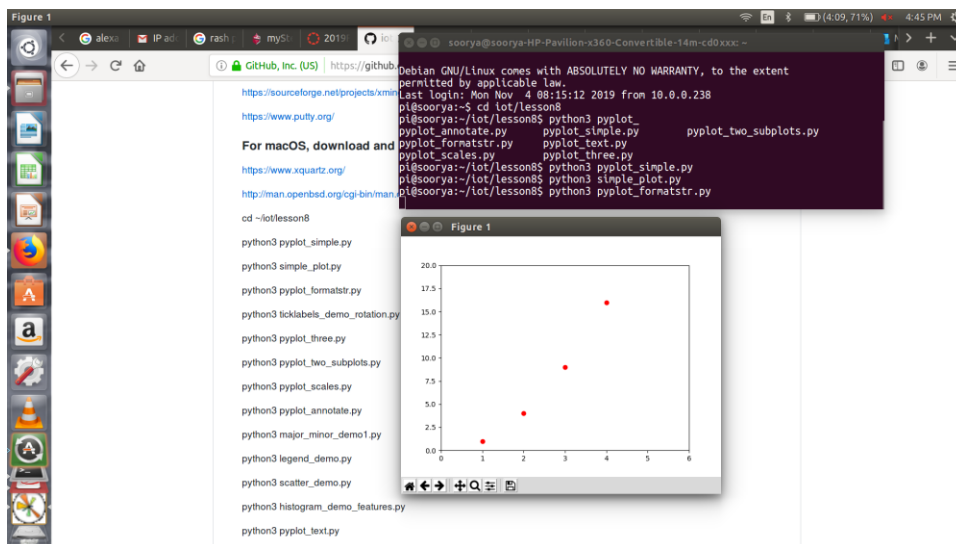 Figure 1
En
(4:09, 71%)
4:45 PM
alexa
IP ad
rash
mySt
2019
io
soorya@soorya-HP-Pavilion-x360-Convertible-14m-cd0xxx: ~
GitHub, Inc. (US)
https://github.
Debian GNU/Linux comes with ABSOLUTELY NO WARRANTY, to the extent
permitted by applicable law.
Last login: Mon Nov  4 08:15:12 2019 from 10.0.0.238
pi@soorya:~$ cd iot/lesson8
pi@soorya:~/iot/lesson8$ python3 pyplot_
pyplot_annotate.py pyplot_simple.py pyplot_two_subplots.py
pyplot_formatstr.py pyplot_text.py
pyplot_scales.py pyplot_three.py
pi@soorya:~/iot/lesson8$ python3 pyplot_simple.py
pi@soorya:~/iot/lesson8$ python3 simple_plot.py
pi@soorya:~/iot/lesson8$ python3 pyplot_formatstr.py
https://sourceforge.net/projects/xmin
https://www.putty.org/
For macOS, download and
https://www.xquartz.org/
http://man.openbsd.org/cgi-bin/man.
cd ~/iot/lesson8
python3 pyplot_simple.py
python3 simple_plot.py
python3 pyplot_formatstr.py
python3 ticklabels_demo_rotation.py
python3 pyplot_three.py
python3 pyplot_two_subplots.py
python3 pyplot_scales.py
python3 pyplot_annotate.py
python3 major_minor_demo1.py
python3 legend_demo.py
python3 scatter_demo.py
python3 histogram_demo_features.py
python3 pyplot_text.py
Figure 1
20.0
17.5
15.0
12.5
10.0
7.5
5.0
2.5
0.0
0 1 2 3 4 5 6